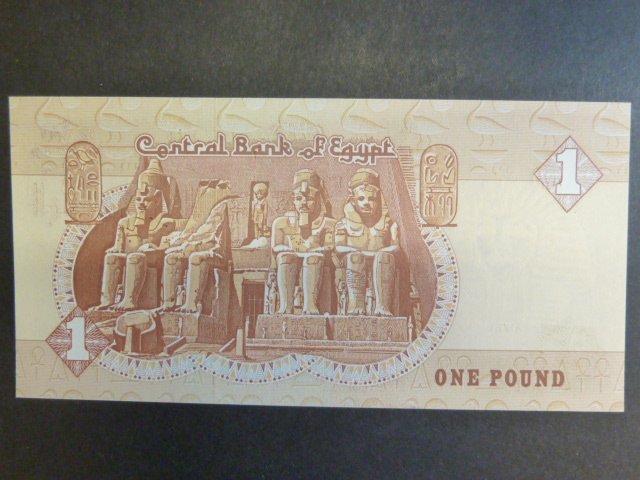 Central Bank of Egypt
1
1
ONE POUND